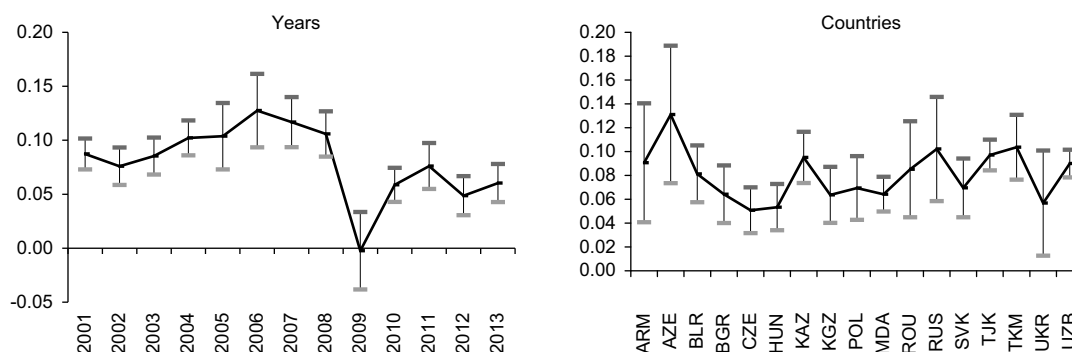 Years
0.20
0.15
0.10
0.05
0.00
-0.05
2001
2002
2003
2004
2005
2006
2007
2008
2009
2010
2011
2012
2013
Countries
0.20
0.18
0.16
0.14
0.12
0.10
0.08
0.06
0.04
0.02
0.00
ARM
AZE
BLR
BGR
CZE
HUN
KAZ
KGZ
POL
MDA
ROU
RUS
SVK
TJK
TKM
UKR
UZB